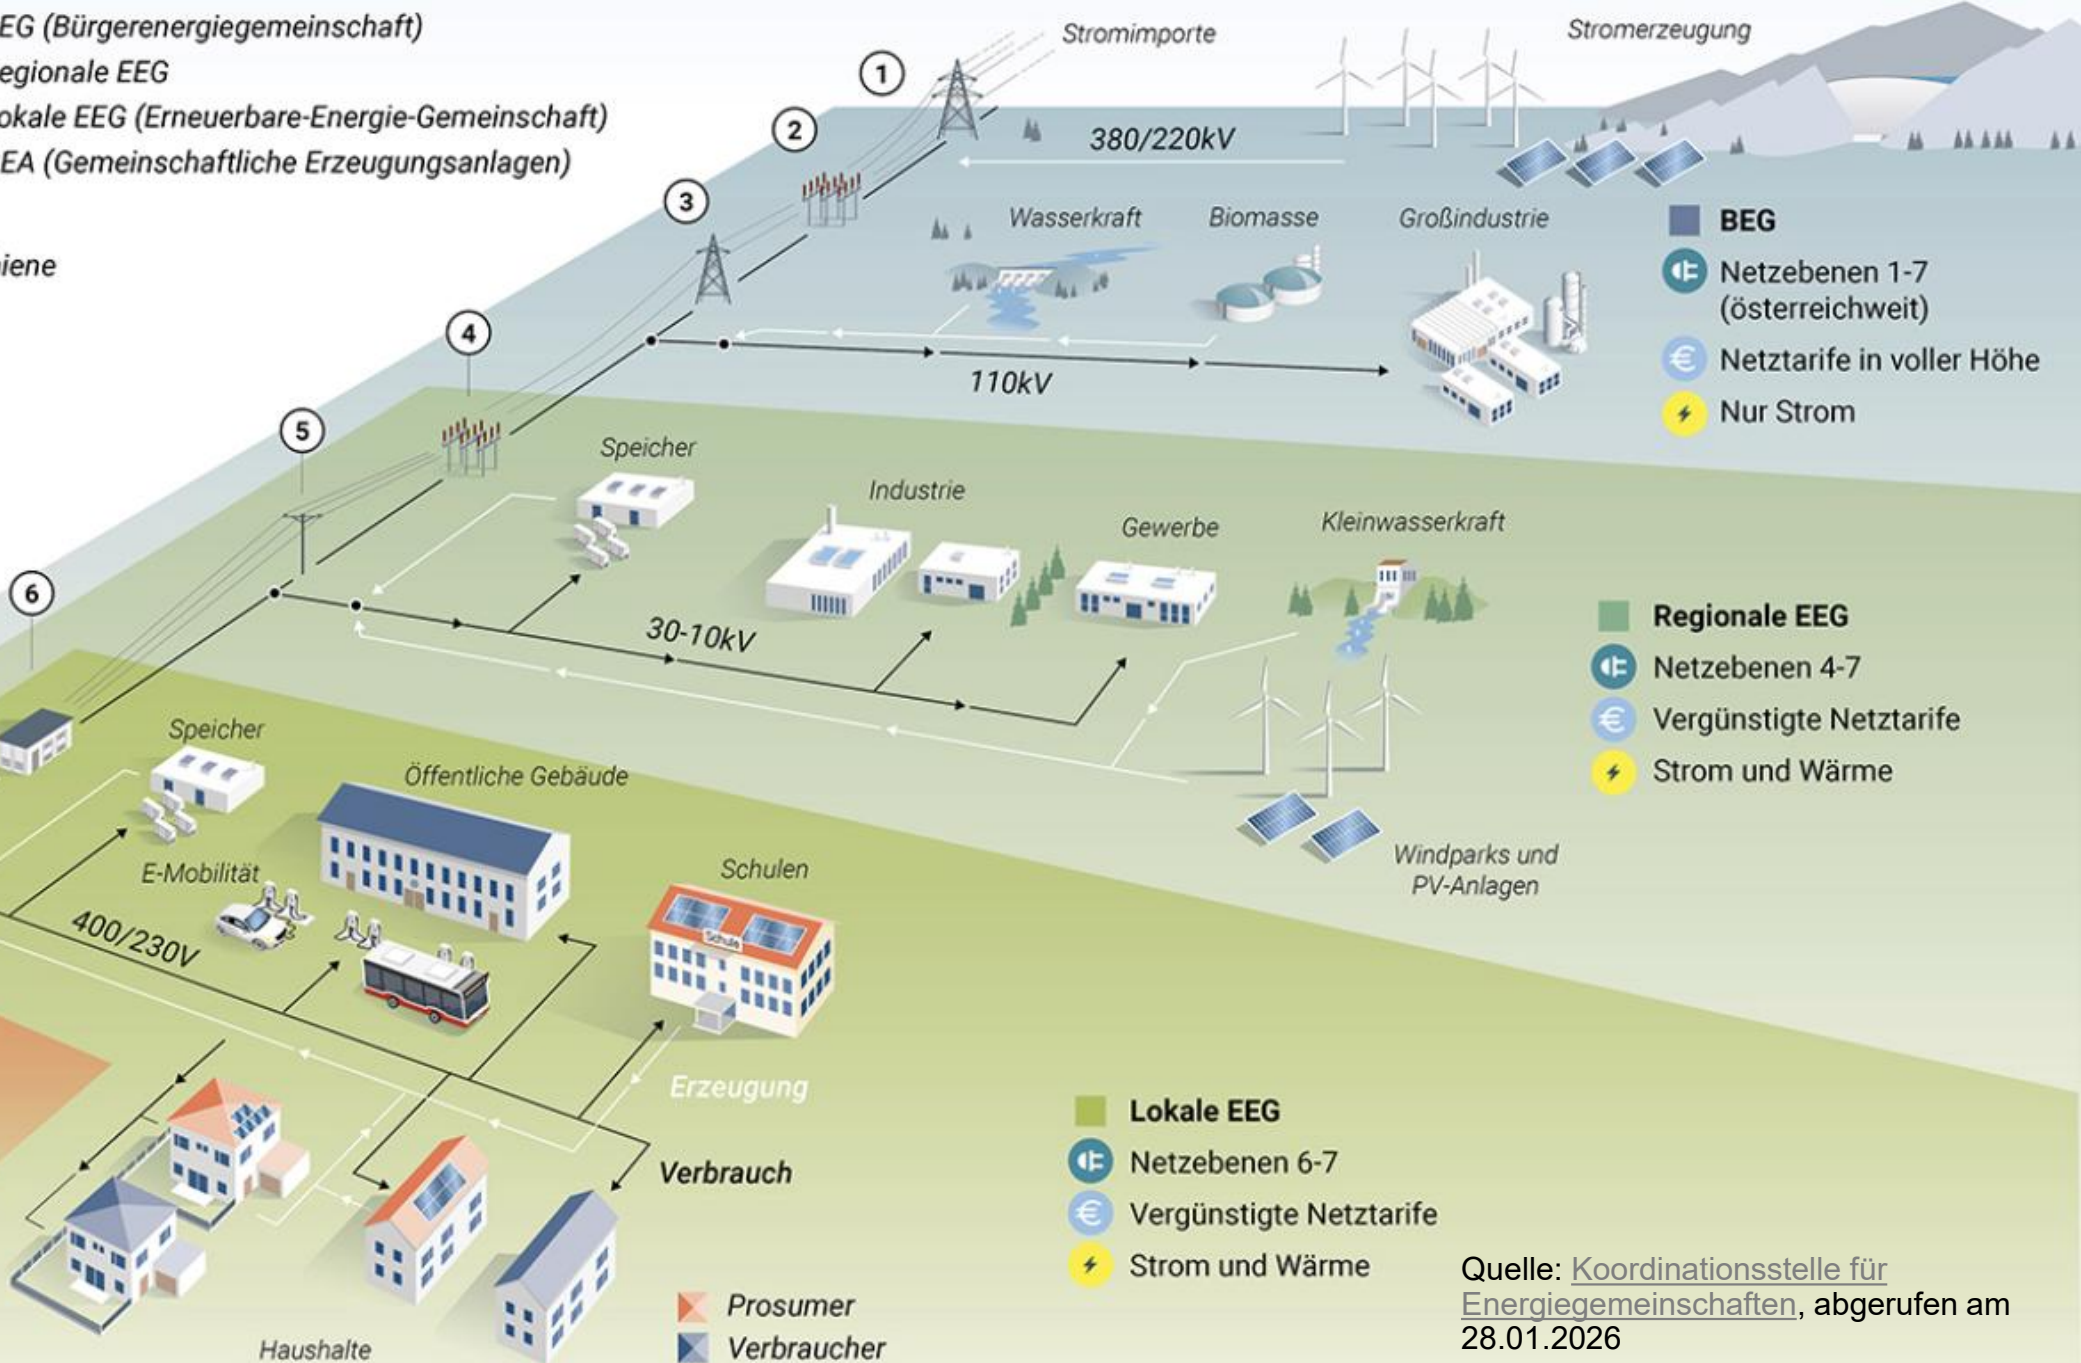 EG (Bürgerenergiegemeinschaft)
egionale EEG
okale EEG (Erneuerbare-Energie-Gemeinschaft)
EA (Gemeinschaftliche Erzeugungsanlagen)
iene
1
Stromimporte
Stromerzeugung
2
380/220kV
3
Wasserkraft
Biomasse
Großindustrie
BEG
Netzebenen 1-7
(österreichweit)
Netztarife in voller Höhe
Nur Strom
4
110kV
5
Speicher
Industrie
Gewerbe
Kleinwasserkraft
6
30-10kV
Regionale EEG
Netzebenen 4-7
Vergünstigte Netztarife
Strom und Wärme
Windparks und
PV-Anlagen
Speicher
Öffentliche Gebäude
E-Mobilität
Schulen
Schule
400/230V
Erzeugung
Verbrauch
Lokale EEG
Netzebenen 6-7
Vergünstigte Netztarife
Strom und Wärme
Haushalte
Prosumer
Verbraucher
Quelle: Koordinationsstelle für
Energiegemeinschaften, abgerufen am
28.01.2026